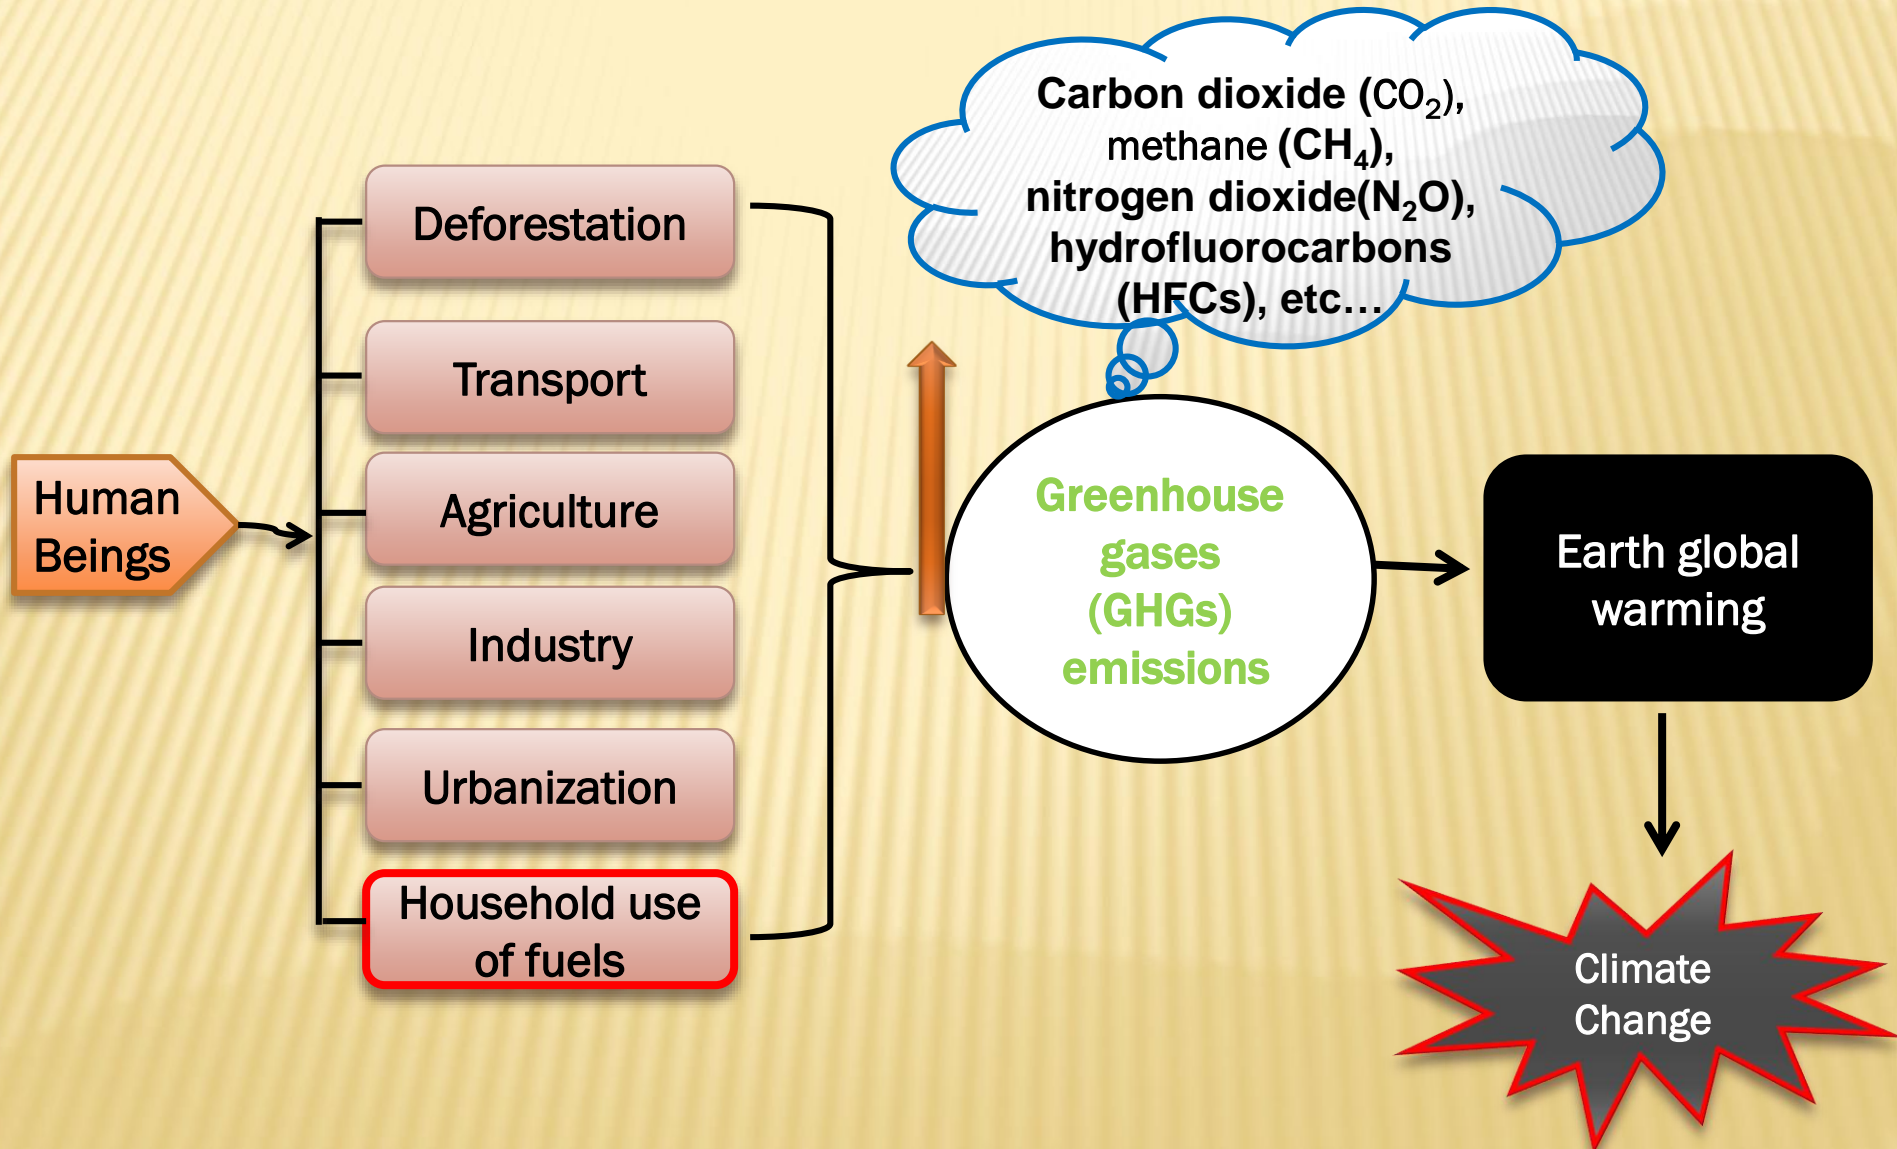 Human
Beings
Deforestation
Transport
Agriculture
Industry
Urbanization
Household use
of fuels
Carbon dioxide (CO₂),
methane (CH₄),
nitrogen dioxide(N₂O),
hydrofluorocarbons
(HFCs), etc…
Greenhouse
gases
(GHGs)
emissions
Earth global
warming
Climate
Change